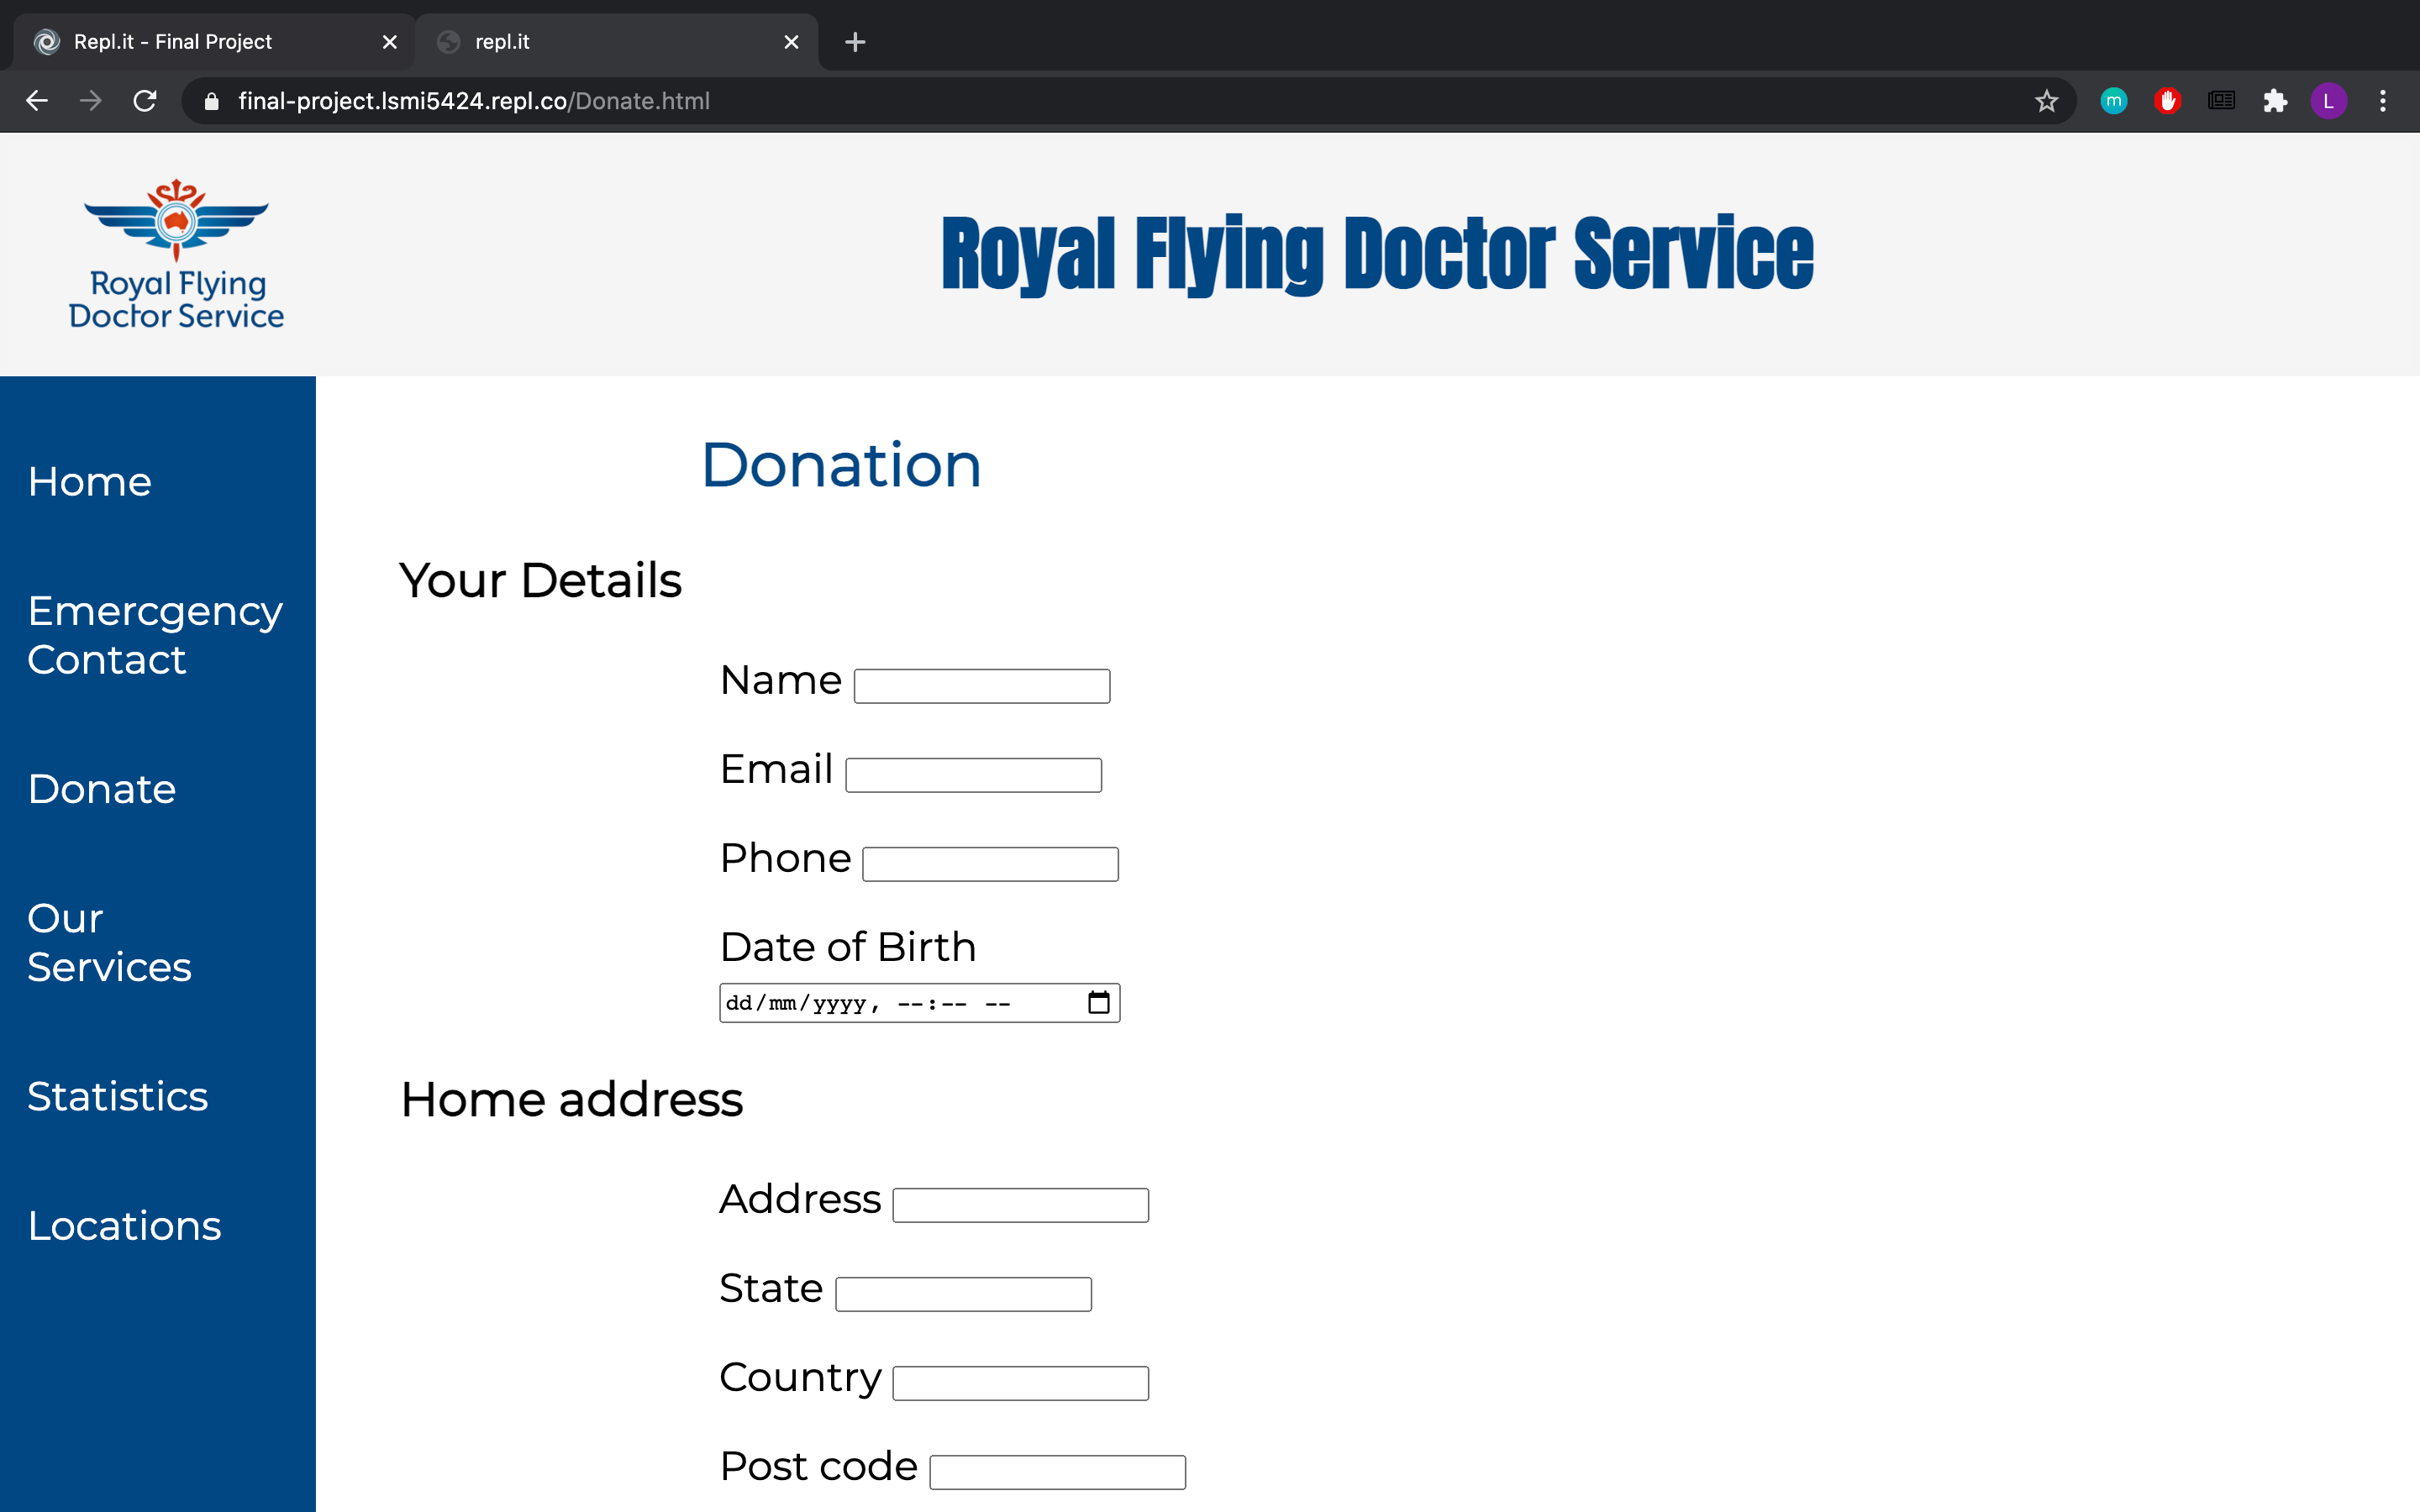 Repl.it - Final Project
repl.it
final-project.lsmi5424.repl.co/Donate.html
m
L
Royal Flying
Doctor Service
Royal Flying Doctor Service
Home
Emercgency
Contact
Donate
Our
Services
Statistics
Locations
Donation
Your Details
Name
Email
Phone
Date of Birth
dd/mm/yyyy, --:-- --
Home address
Address
State
Country
Post code